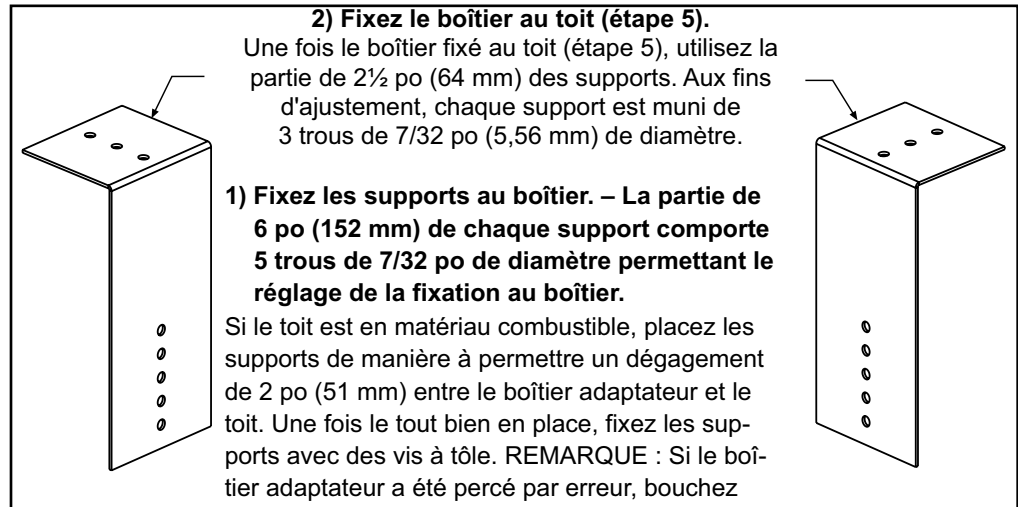 2) Fixez le boîtier au toit (étape 5).
Une fois le boîtier fixé au toit (étape 5), utilisez la
partie de 2½ po (64 mm) des supports. Aux fins
d'ajustement, chaque support est muni de
3 trous de 7/32 po (5,56 mm) de diamètre.
1) Fixez les supports au boîtier. – La partie de
6 po (152 mm) de chaque support comporte
5 trous de 7/32 po de diamètre permettant le
réglage de la fixation au boîtier.
Si le toit est en matériau combustible, placez les
supports de manière à permettre un dégagement
de 2 po (51 mm) entre le boîtier adaptateur et le
toit. Une fois le tout bien en place, fixez les sup-
ports avec des vis à tôle. REMARQUE : Si le boî-
tier adaptateur a été percé par erreur, bouchez